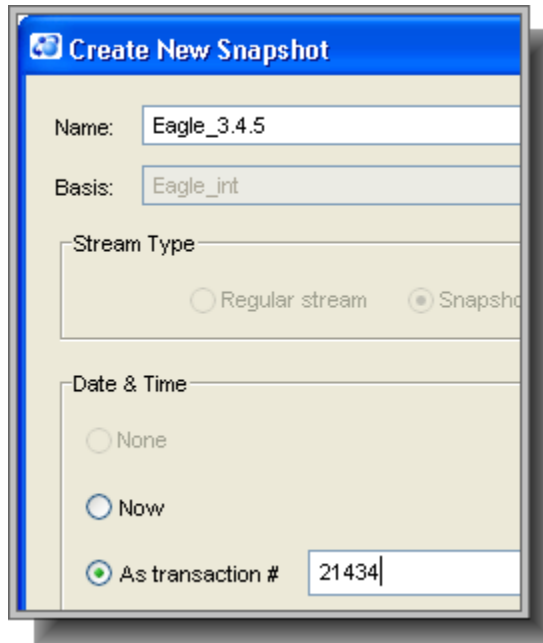 Create New Snapshot
Name: Eagle_3.4.5
Basis: Eagle_int
Stream Type
Regular stream Snapsho
Date & Time
None
Now
As transaction # 21434